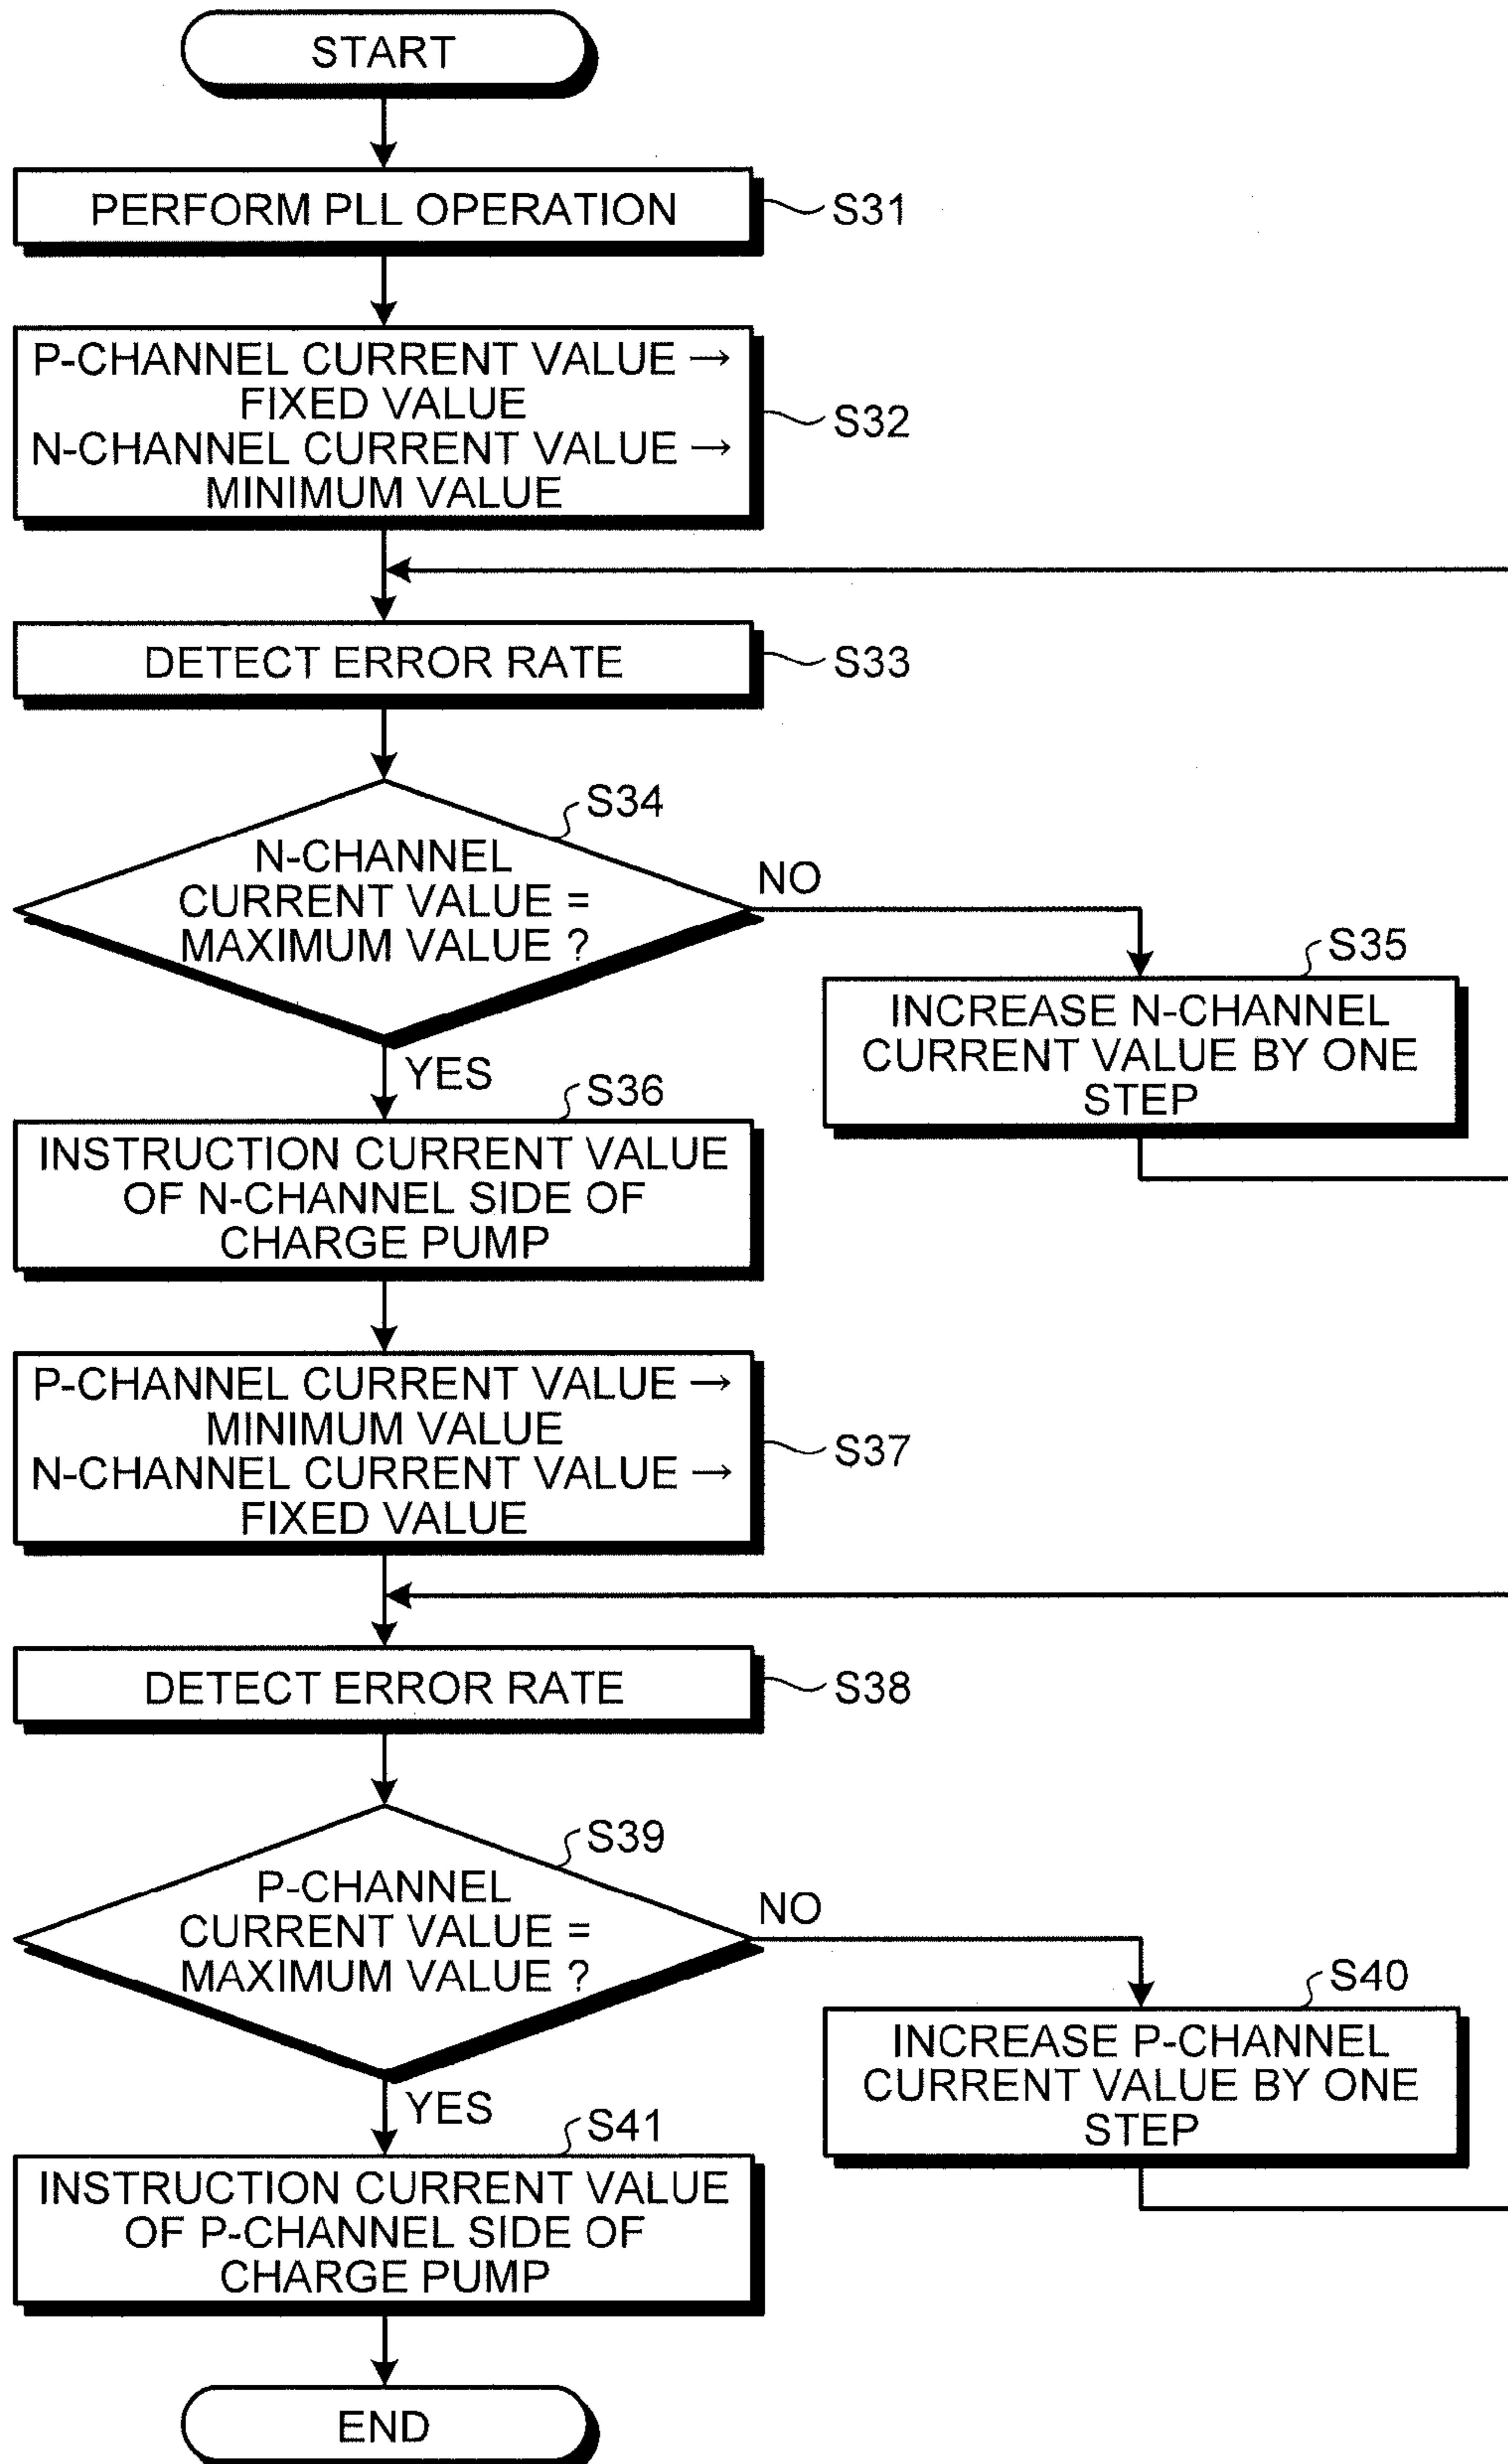 START
PERFORM PLL OPERATION
S31
P-CHANNEL CURRENT VALUE →
FIXED VALUE
N-CHANNEL CURRENT VALUE →
MINIMUM VALUE
S32
DETECT ERROR RATE
S33
S34
N-CHANNEL
CURRENT VALUE =
MAXIMUM VALUE ?
NO
S35
INCREASE N-CHANNEL
CURRENT VALUE BY ONE
STEP
YES
S36
INSTRUCTION CURRENT VALUE
OF N-CHANNEL SIDE OF
CHARGE PUMP
P-CHANNEL CURRENT VALUE →
MINIMUM VALUE
N-CHANNEL CURRENT VALUE →
FIXED VALUE
S37
DETECT ERROR RATE
S38
S39
P-CHANNEL
CURRENT VALUE =
MAXIMUM VALUE ?
NO
S40
INCREASE P-CHANNEL
CURRENT VALUE BY ONE
STEP
YES
S41
INSTRUCTION CURRENT VALUE
OF P-CHANNEL SIDE OF
CHARGE PUMP
END